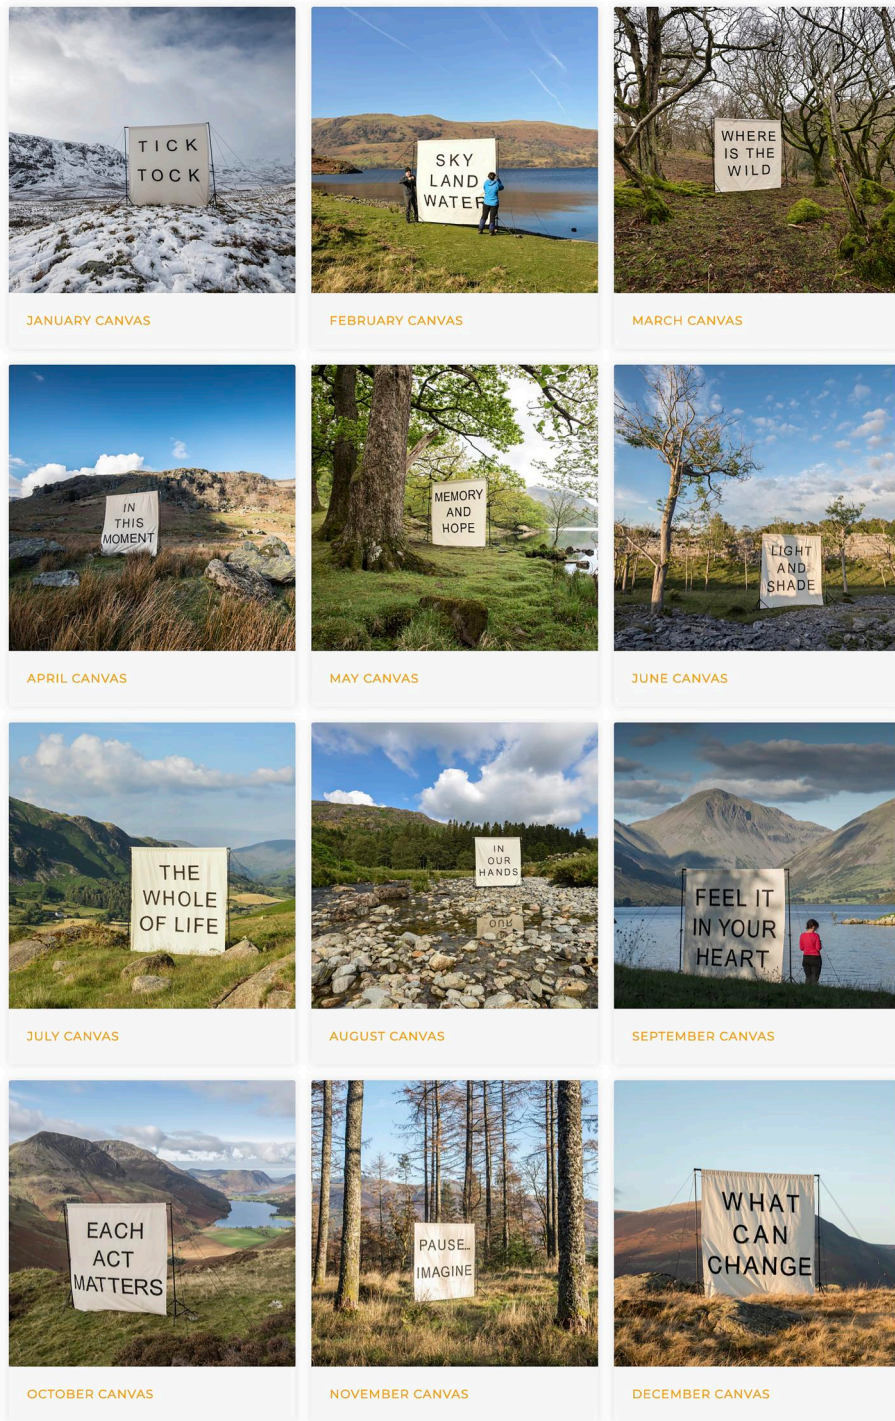 TICK
TOCK
JANUARY CANVAS
SKY
LAND
WATER
FEBRUARY CANVAS
WHERE
IS THE
WILD
MARCH CANVAS
IN
THIS
MOMENT
APRIL CANVAS
MEMORY
AND
HOPE
MAY CANVAS
LIGHT
AND
SHADE
JUNE CANVAS
THE
WHOLE
OF LIFE
JULY CANVAS
IN
OUR
HANDS
OUR
AUGUST CANVAS
FEEL IT
IN YOUR
HEART
SEPTEMBER CANVAS
EACH
ACT
MATTERS
OCTOBER CANVAS
PAUSE...
IMAGINE
NOVEMBER CANVAS
WHAT
CAN
CHANGE
DECEMBER CANVAS